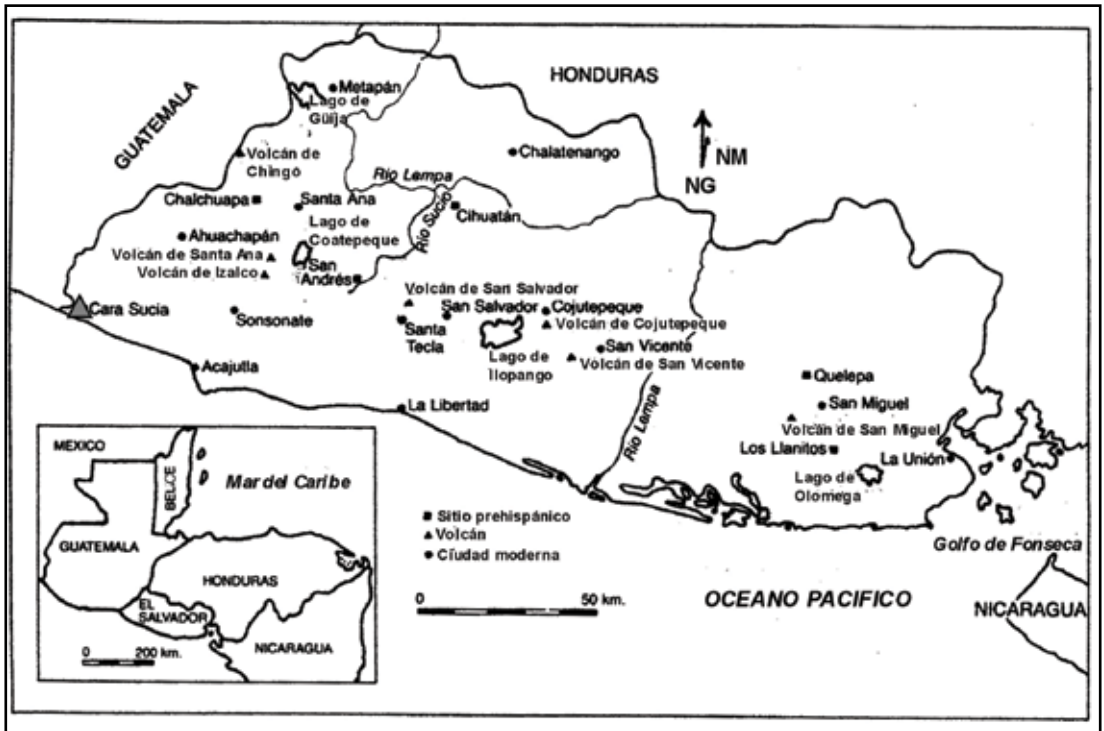 HONDURAS
GUATEMALA
Metapán
Lago de
Güija
NM
NG
Volcán de
Chingo
Chalatenango
Río Lempa
Río Sucio
Chalchuapa
Santa Ana
Cihuatán
Lago de
Coatepeque
Ahuachapán
Volcán de Santa Ana
Volcán de Izalco
San
Andrés
Cara Sucia
Sonsonate
Volcán de San Salvador
San Salvador
Cojutepeque
Santa
Tecla
Volcán de Cojutepeque
San Vicente
Lago de
Ilopango
Volcán de San Vicente
Acajutla
La Libertad
Río Lempa
Quelepa
San Miguel
Volcán de San Miguel
Los Llanitos
La Unión
Lago de
Olomega
Golfo de Fonseca
OCEANO PACIFICO
NICARAGUA
Sitio prehispánico
Volcán
Ciudad moderna
0 50 km.
MEXICO
BELICE
Mar del Caribe
GUATEMALA
HONDURAS
EL
SALVADOR
NICARAGUA
0 200 km.